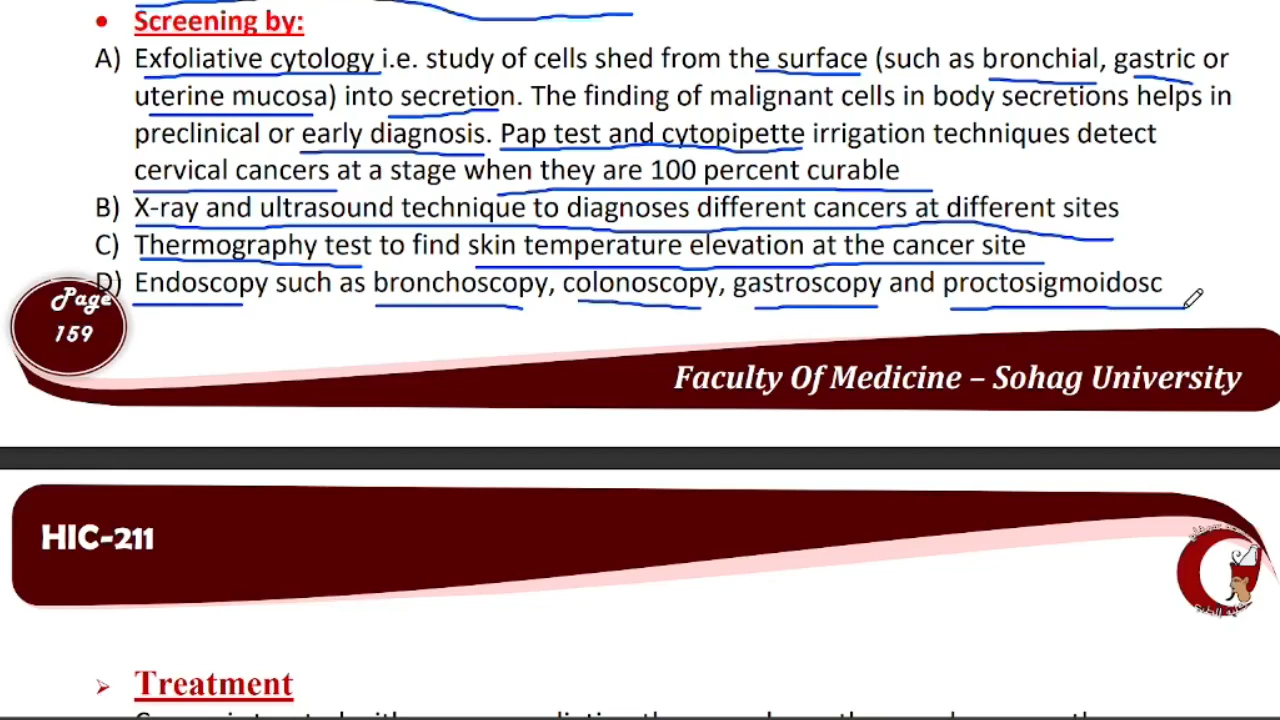 • Screening by:
A) Exfoliative cytology i.e. study of cells shed from the surface (such as bronchial, gastric or
uterine mucosa) into secretion. The finding of malignant cells in body secretions helps in
preclinical or early diagnosis. Pap test and cytopipette irrigation techniques detect
cervical cancers at a stage when they are 100 percent curable
B) X-ray and ultrasound technique to diagnoses different cancers at different sites
C) Thermography test to find skin temperature elevation at the cancer site
D) Endoscopy such as bronchoscopy, colonoscopy, gastroscopy and proctosigmoidosc
Page
159
Faculty Of Medicine – Sohag University
HIC-211
➢ Treatment